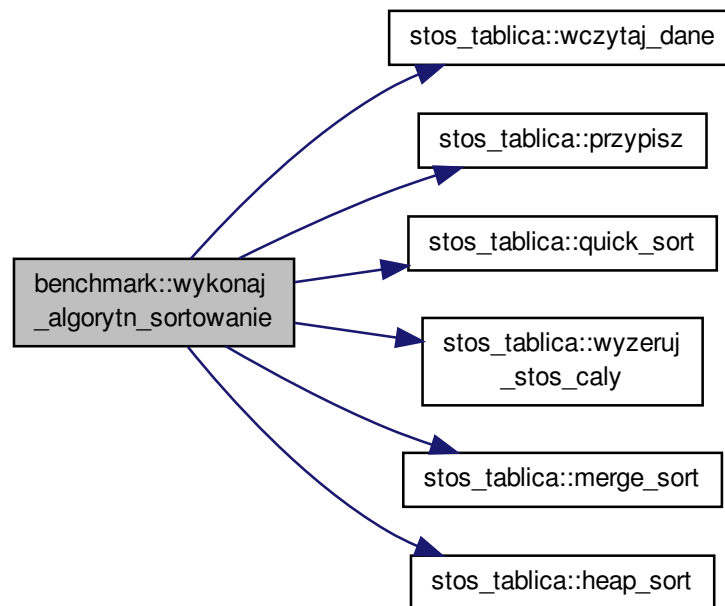 stos_tablica::wczytaj_dane
stos_tablica::przypisz
stos_tablica::quick_sort
benchmark::wykonaj
_algorytn_sortowanie
stos_tablica::wyzeruj
_stos_caly
stos_tablica::merge_sort
stos_tablica::heap_sort